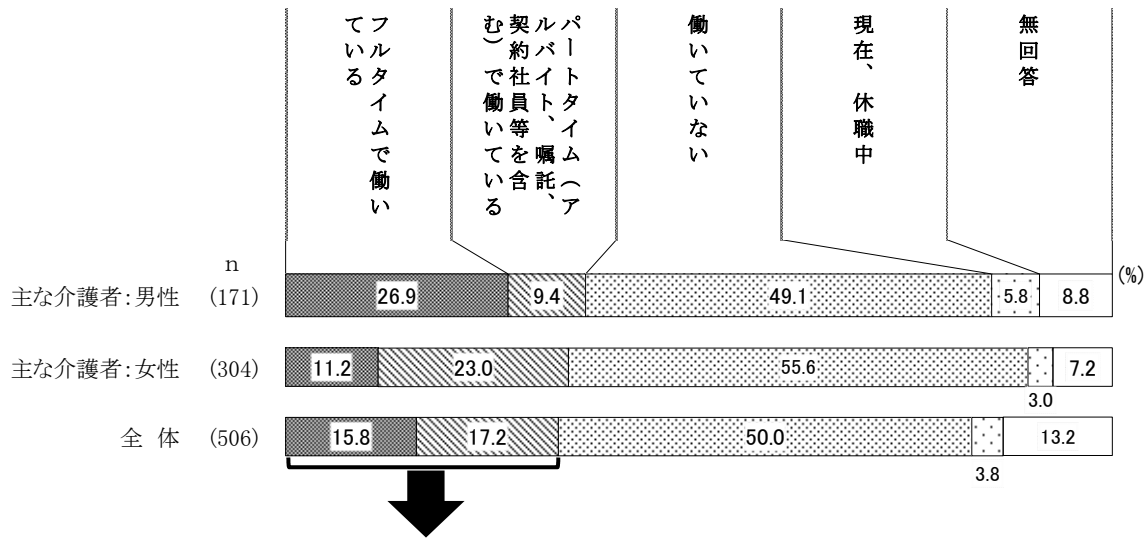 フルタイムで働い
ている
パートタイム（ア
ルバイト、嘱託、
契約社員等を含
む）で働いている
働いていない
現在、休職中
無回答
n
(%)
主な介護者：男性 (171) 26.9 9.4 49.1 5.8 8.8
主な介護者：女性 (304) 11.2 23.0 55.6 7.2
3.0
全 体 (506) 15.8 17.2 50.0 13.2
3.8